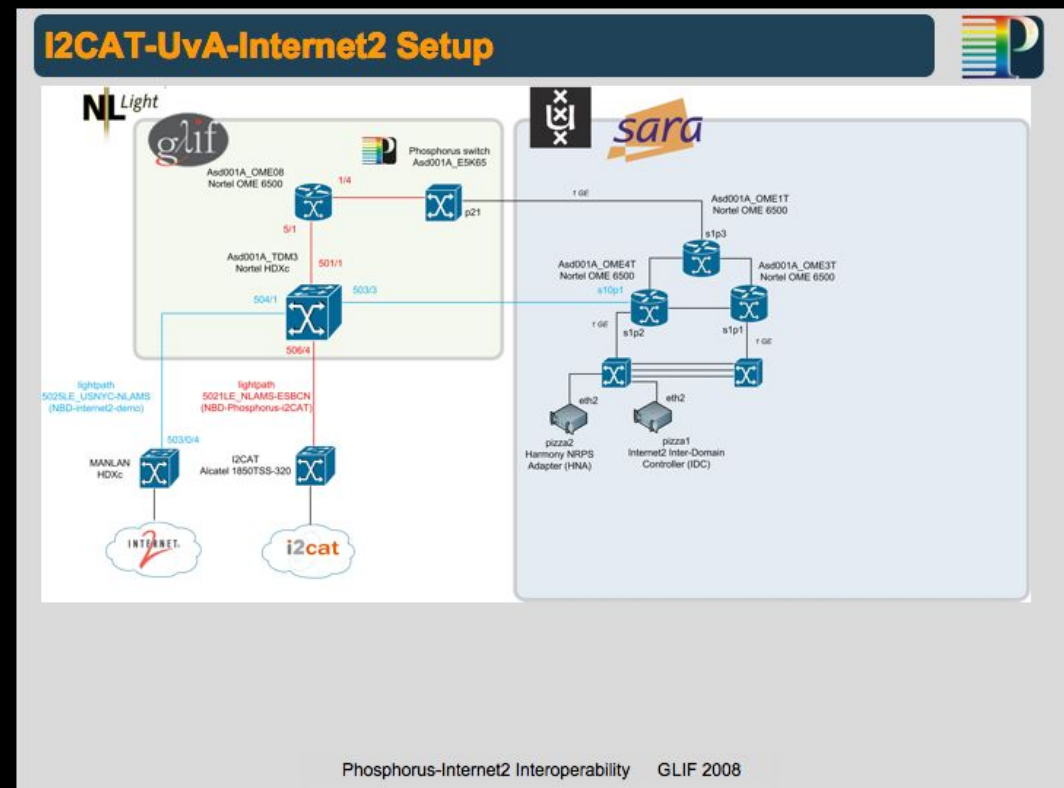 I2CAT-UvA-Internet2 Setup
P
NLLight
glif
sara
Asd001A_OME08
Nortel OME 6500
1/4
P
Phosphorus switch
Asd001A_E5K65
p21
5/1
1 GE
Asd001A_OME1T
Nortel OME 6500
s1p3
Asd001A_TDM3
Nortel HDXc
501/1
504/1
503/3
506/4
Asd001A_OME4T
Nortel OME 6500
s10p1
Asd001A_OME3T
Nortel OME 6500
1 GE
s1p2
s1p1
1 GE
lightpath
5025LE_USNYC-NLAMS
(NBD-internet2-demo)
lightpath
5021LE_NLAMS-ESBCN
(NBD-Phosphorus-i2CAT)
eth2
eth2
pizza2
Harmony NRPS
Adapter (HNA)
pizza1
Internet2 Inter-Domain
Controller (IDC)
503/0/4
MANLAN
HDXc
I2CAT
Alcatel 1850TSS-320
INTERNET
2
i2cat
Phosphorus-Internet2 Interoperability GLIF 2008